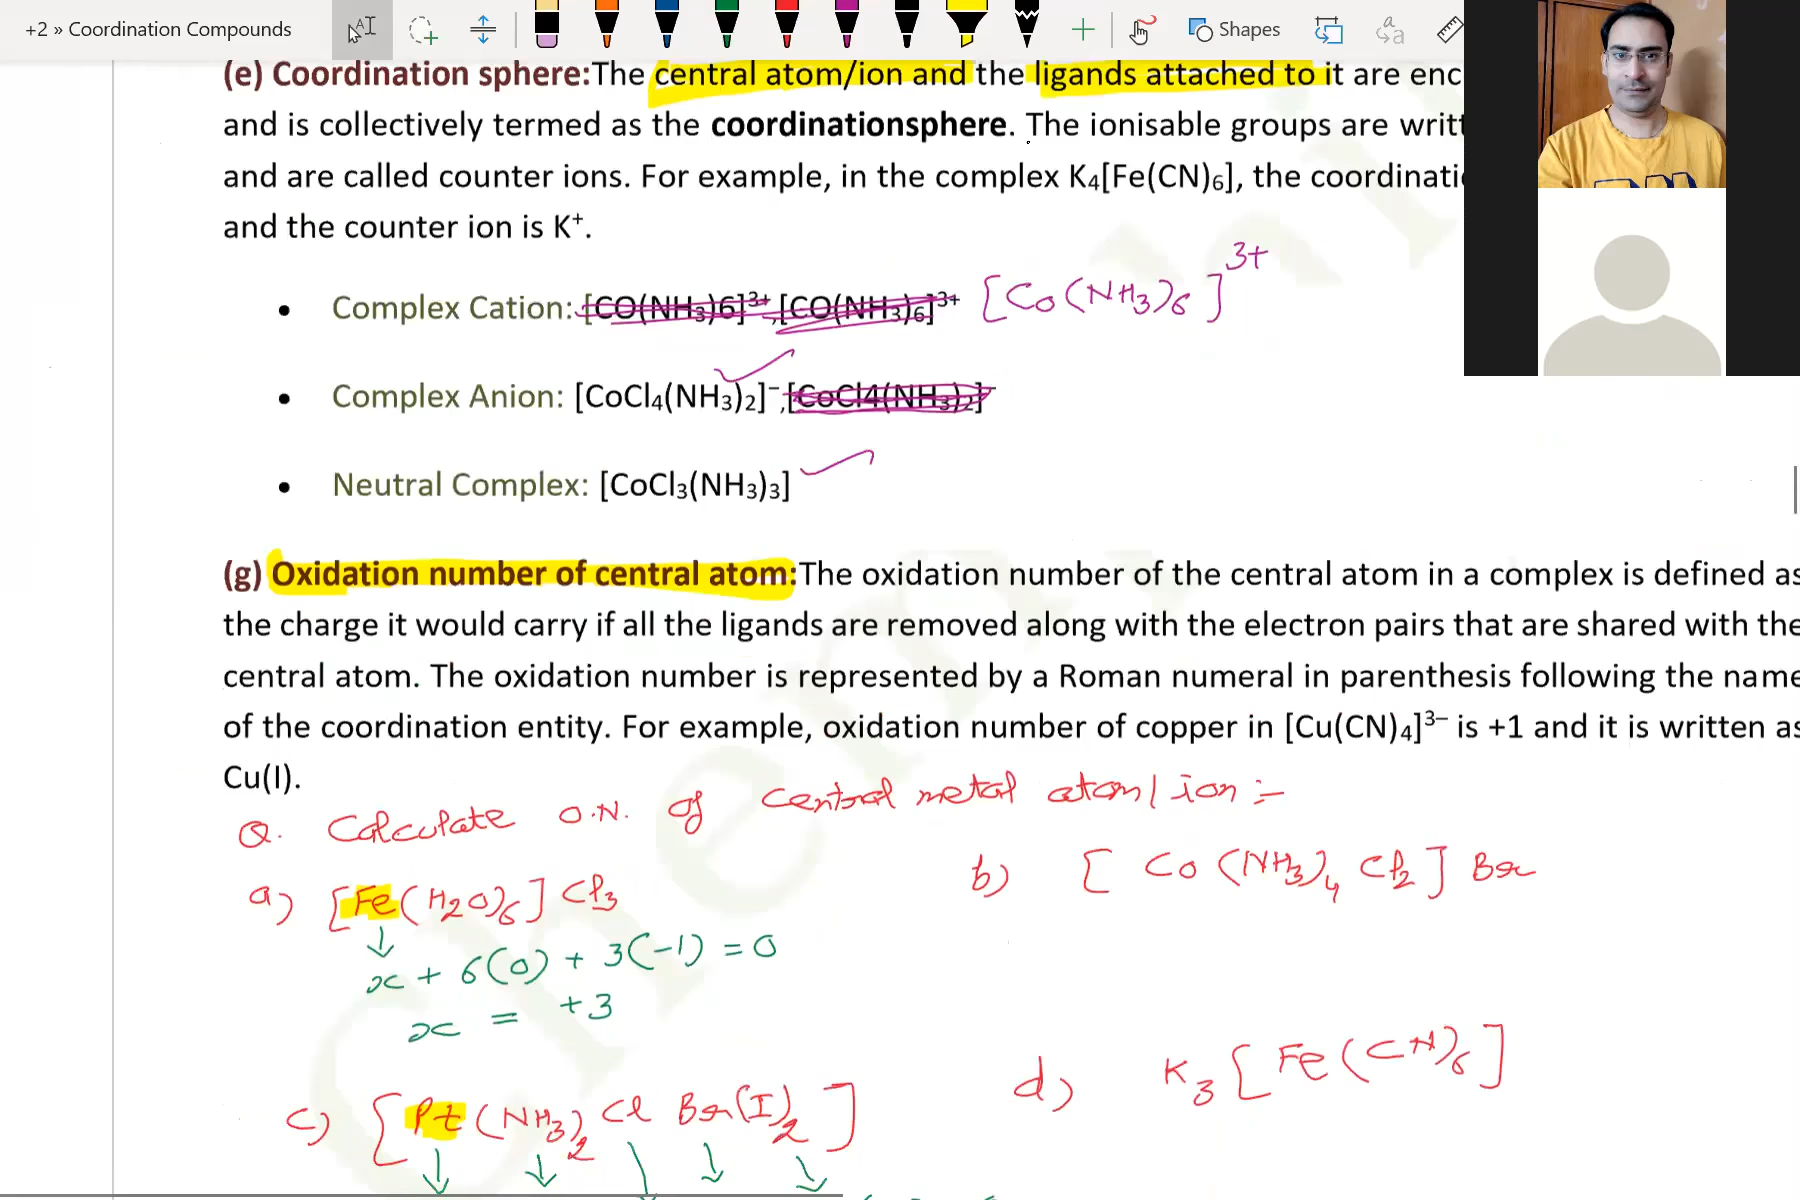 +2 » Coordination Compounds
Shapes
(e) Coordination sphere:The central atom/ion and the ligands attached to it are enc
and is collectively termed as the coordinationsphere. The ionisable groups are writt
and are called counter ions. For example, in the complex K₄[Fe(CN)₆], the coordinati
and the counter ion is K⁺.
• Complex Cation: [CO(NH₃)6]³⁺,[CO(NH₃)₆]³⁺ [Co(NH₃)₆]³⁺
• Complex Anion: [CoCl₄(NH₃)₂]⁻,[CoCl4(NH₃)₂]⁻
• Neutral Complex: [CoCl₃(NH₃)₃]
(g) Oxidation number of central atom:The oxidation number of the central atom in a complex is defined as
the charge it would carry if all the ligands are removed along with the electron pairs that are shared with the
central atom. The oxidation number is represented by a Roman numeral in parenthesis following the name
of the coordination entity. For example, oxidation number of copper in [Cu(CN)₄]³⁻ is +1 and it is written as
Cu(I).
Q. Calculate O.N. of central metal atom/ion :-
a) [Fe(H₂O)₆]Cl₃
b) [Co(NH₃)₄Cl₂]Br
x + 6(0) + 3(-1) = 0
x = +3
c) [Pt(NH₃)₂ Cl Br(I)₂]
d) K₃[Fe(CN)₆]